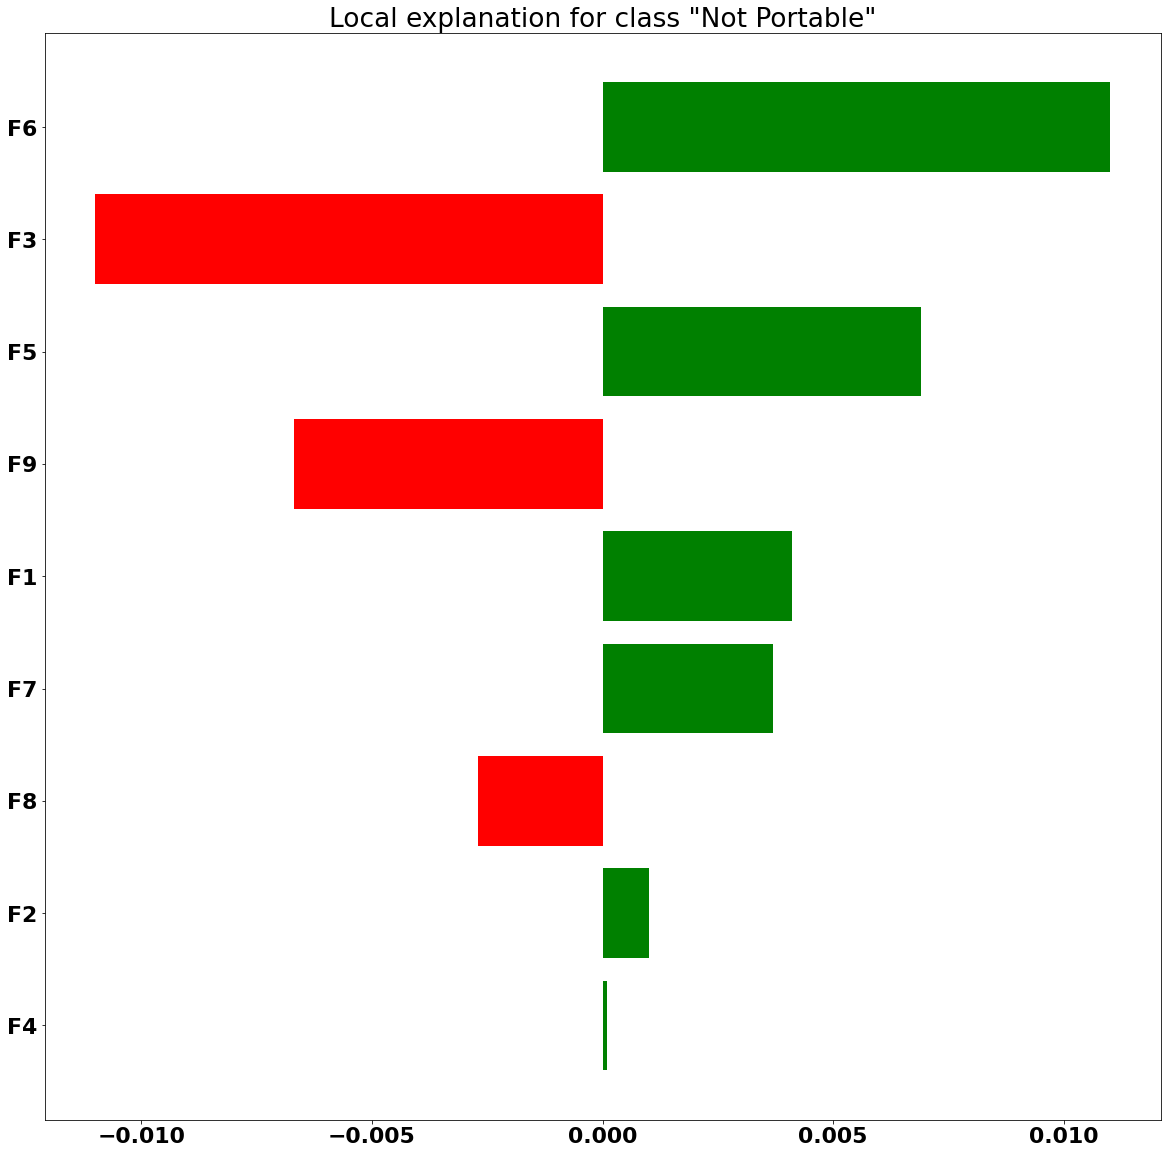 Local explanation for class "Not Portable"
F6
F3
F5
F9
F1
F7
F8
F2
F4
−0.010 −0.005 0.000 0.005 0.010